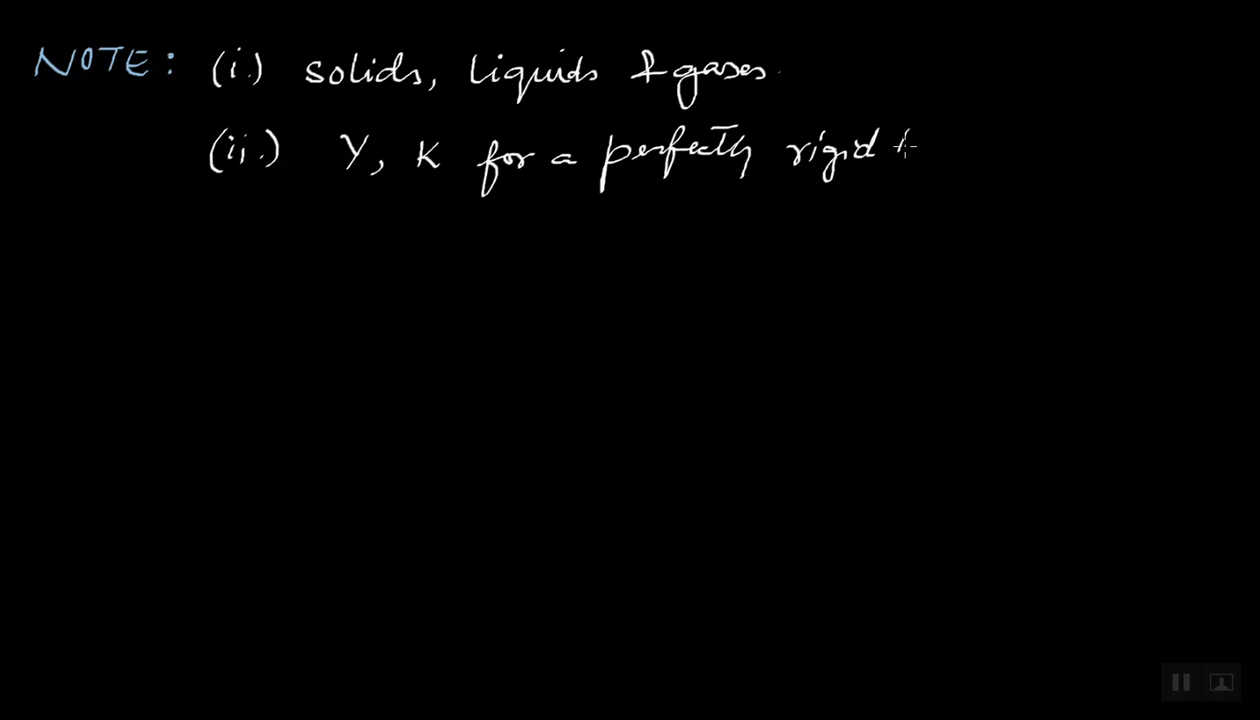 NOTE: (i.) solids, liquids & gases.
(ii.) Y, K for a perfectly rigid